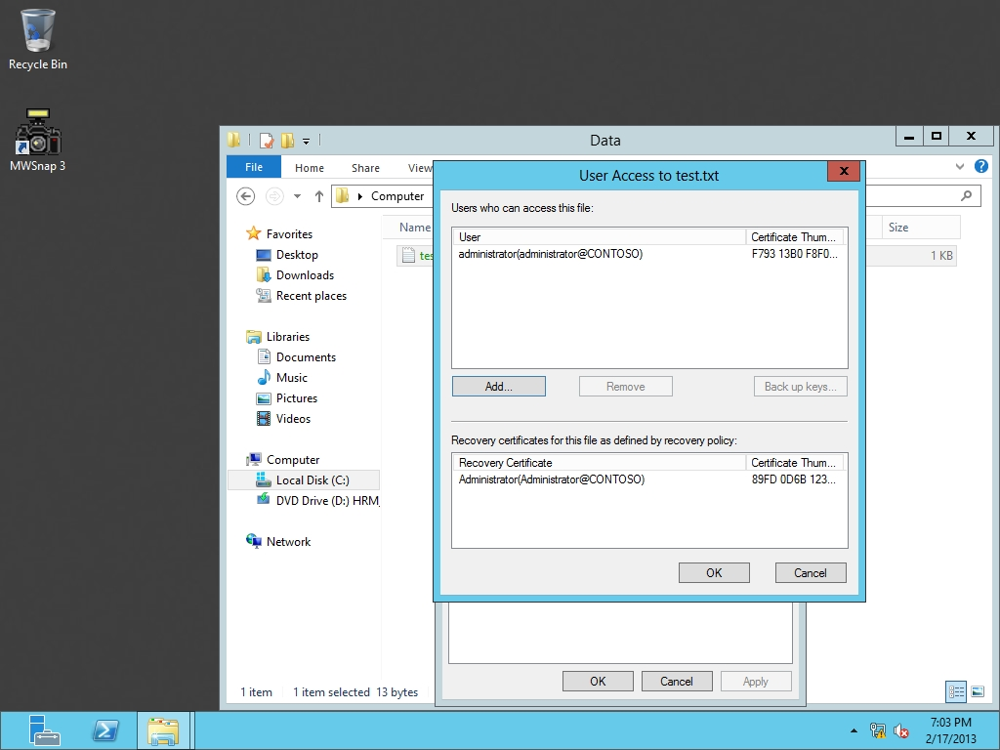 Recycle Bin
MWSnap 3
Data
File Home Share View
Computer
Name Size
tes 1 KB
Favorites
Desktop
Downloads
Recent places
Libraries
Documents
Music
Pictures
Videos
Computer
Local Disk (C:)
DVD Drive (D:) HRM_
Network
User Access to test.txt
Users who can access this file:
User Certificate Thum...
administrator(administrator@CONTOSO) F793 13B0 F8F0...
Add... Remove Back up keys...
Recovery certificates for this file as defined by recovery policy:
Recovery Certificate Certificate Thum...
Administrator(Administrator@CONTOSO) 89FD 0D6B 123...
OK Cancel
OK Cancel Apply
1 item 1 item selected 13 bytes
7:03 PM
2/17/2013